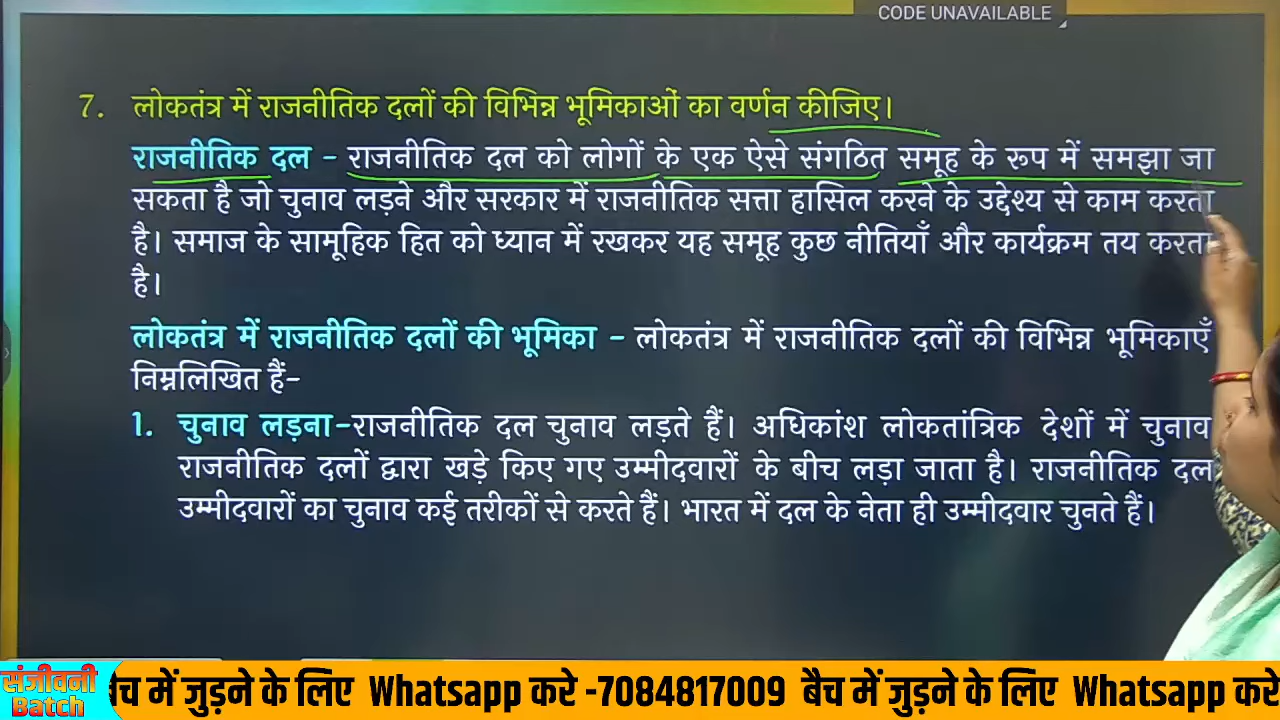 CODE UNAVAILABLE
7. लोकतंत्र में राजनीतिक दलों की विभिन्न भूमिकाओं का वर्णन कीजिए।
राजनीतिक दल - राजनीतिक दल को लोगों के एक ऐसे संगठित समूह के रूप में समझा जा
सकता है जो चुनाव लड़ने और सरकार में राजनीतिक सत्ता हासिल करने के उद्देश्य से काम करता
है। समाज के सामूहिक हित को ध्यान में रखकर यह समूह कुछ नीतियाँ और कार्यक्रम तय करता
है।
लोकतंत्र में राजनीतिक दलों की भूमिका - लोकतंत्र में राजनीतिक दलों की विभिन्न भूमिकाएँ
निम्नलिखित हैं-
1. चुनाव लड़ना-राजनीतिक दल चुनाव लड़ते हैं। अधिकांश लोकतांत्रिक देशों में चुनाव
राजनीतिक दलों द्वारा खड़े किए गए उम्मीदवारों के बीच लड़ा जाता है। राजनीतिक दल
उम्मीदवारों का चुनाव कई तरीकों से करते हैं। भारत में दल के नेता ही उम्मीदवार चुनते हैं।
संजीवनी
Batch
बैच में जुड़ने के लिए Whatsapp करे -7084817009 बैच में जुड़ने के लिए Whatsapp करे